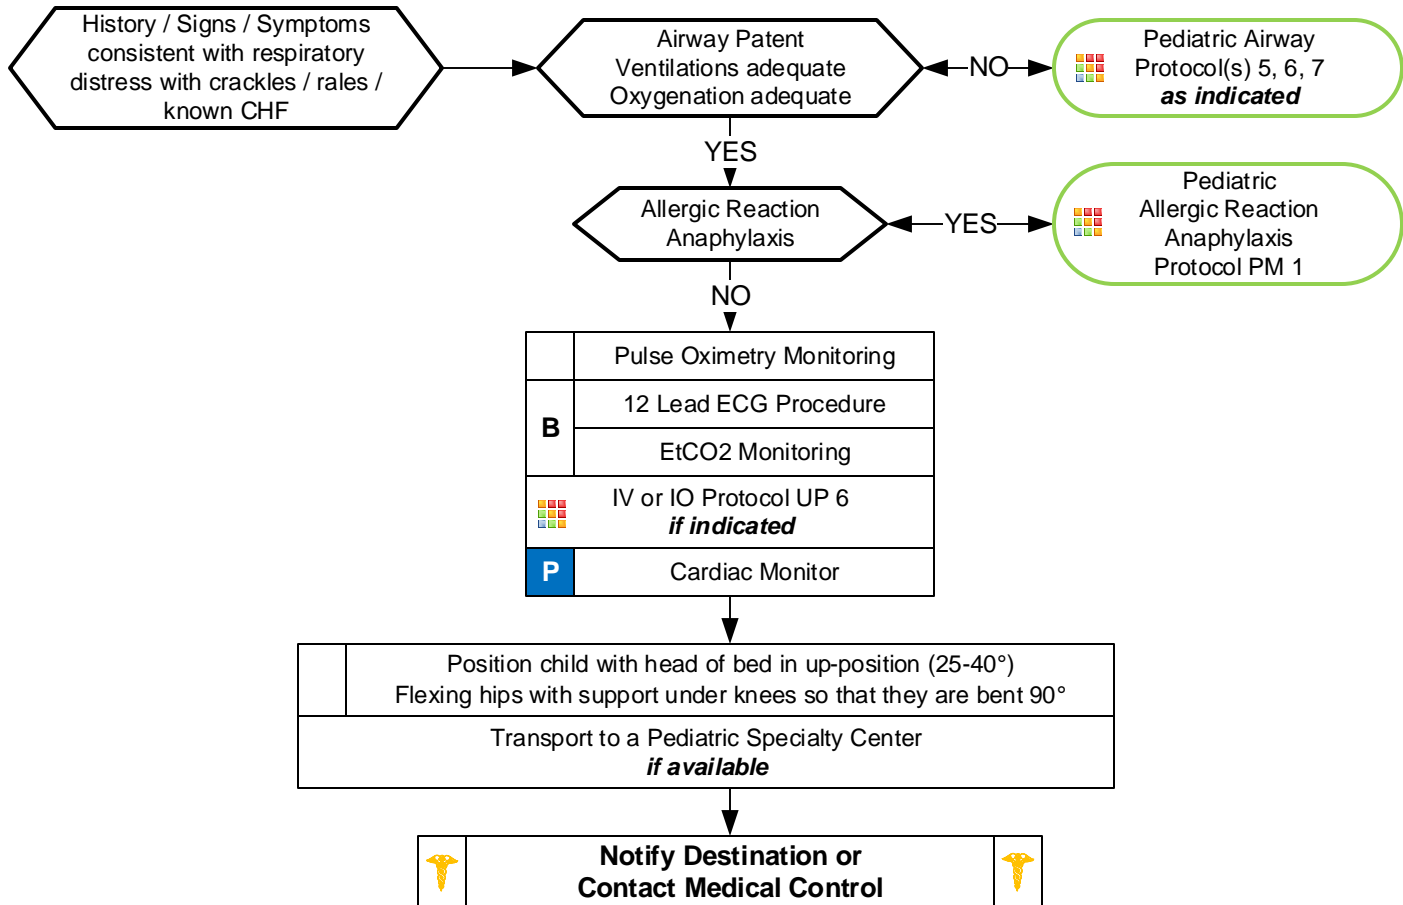 History / Signs / Symptoms
consistent with respiratory
distress with crackles / rales /
known CHF
Airway Patent
Ventilations adequate
Oxygenation adequate
NO
Pediatric Airway
Protocol(s) 5, 6, 7
as indicated
YES
Allergic Reaction
Anaphylaxis
YES
Pediatric
Allergic Reaction
Anaphylaxis
Protocol PM 1
NO
Pulse Oximetry Monitoring
B
12 Lead ECG Procedure
EtCO2 Monitoring
IV or IO Protocol UP 6
if indicated
P
Cardiac Monitor
Position child with head of bed in up-position (25-40°)
Flexing hips with support under knees so that they are bent 90°
Transport to a Pediatric Specialty Center
if available
Notify Destination or
Contact Medical Control